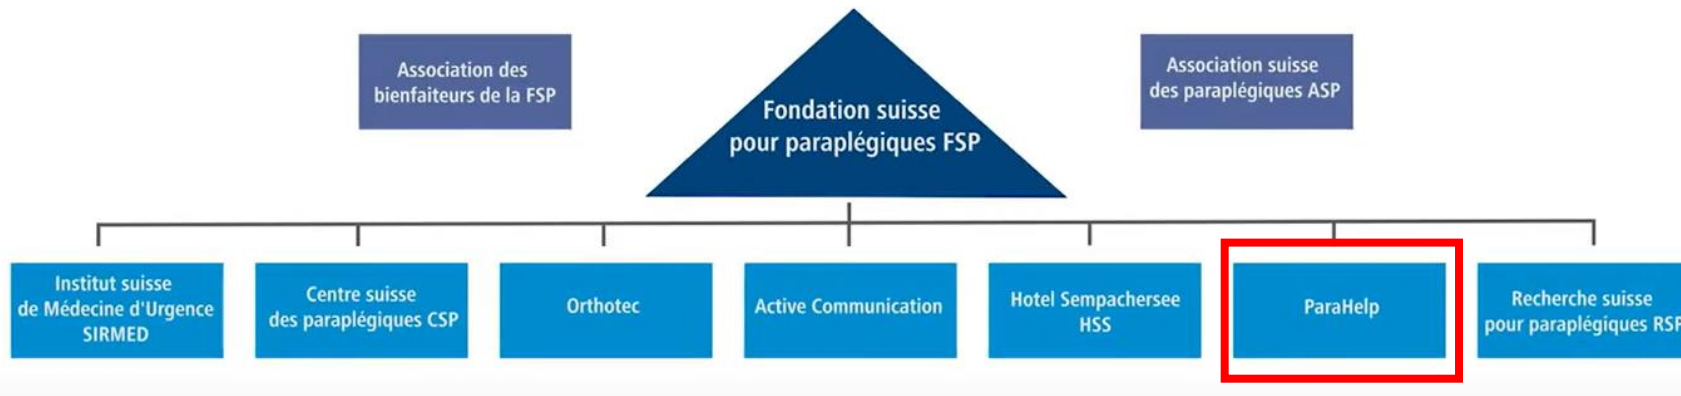 Association des
bienfaiteurs de la FSP
Fondation suisse
pour paraplégiques FSP
Association suisse
des paraplégiques ASP
Institut suisse
de Médecine d'Urgence
SIRMED
Centre suisse
des paraplégiques CSP
Orthotec
Active Communication
Hotel Sempachersee
HSS
ParaHelp
Recherche suisse
pour paraplégiques RSP